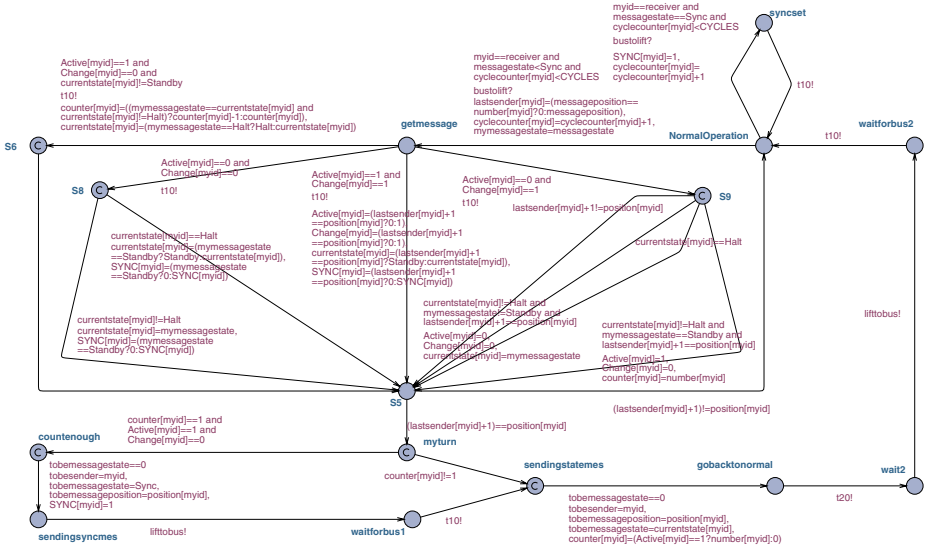 myid==receiver and
messagestate==Sync and
cyclecounter[myid]<CYCLES
bustolift?
SYNC[myid]=1,
cyclecounter[myid]=
cyclecounter[myid]+1
syncset
t10!
myid==receiver and
messagestate<Sync and
cyclecounter[myid]<CYCLES
bustolift?
lastsender[myid]=(messageposition==
number[myid]?0:messageposition),
cyclecounter[myid]=cyclecounter[myid]+1,
mymessagestate=messagestate
Active[myid]==1 and
Change[myid]==0 and
currentstate[myid]!=Standby
t10!
counter[myid]=((mymessagestate==currentstate[myid] and
currentstate[myid]!=Halt)?counter[myid]-1:counter[myid]),
currentstate[myid]=(mymessagestate==Halt?Halt:currentstate[myid])
getmessage
NormalOperation
t10!
waitforbus2
S6
C
Active[myid]==0 and
Change[myid]==0
t10!
S8
C
Active[myid]==1 and
Change[myid]==1
t10!
Active[myid]=(lastsender[myid]+1
==position[myid]?0:1),
Change[myid]=(lastsender[myid]+1
==position[myid]?0:1),
currentstate[myid]=(lastsender[myid]+1
==position[myid]?Standby:currentstate[myid]),
SYNC[myid]=(lastsender[myid]+1
==position[myid]?0:SYNC[myid])
Active[myid]==0 and
Change[myid]==1
t10!
lastsender[myid]+1!=position[myid]
C
S9
currentstate[myid]==Halt
currentstate[myid]==Halt
currentstate[myid]=(mymessagestate
==Standby?Standby:currentstate[myid]),
SYNC[myid]=(mymessagestate
==Standby?0:SYNC[myid])
currentstate[myid]!=Halt
currentstate[myid]=mymessagestate,
SYNC[myid]=(mymessagestate
==Standby?0:SYNC[myid])
currentstate[myid]!=Halt and
mymessagestate!=Standby and
lastsender[myid]+1==position[myid]
Active[myid]=0,
Change[myid]=0,
currentstate[myid]=mymessagestate
currentstate[myid]!=Halt and
mymessagestate==Standby and
lastsender[myid]+1==position[myid]
Active[myid]=1,
Change[myid]=0,
counter[myid]=number[myid]
lifttobus!
C
S5
(lastsender[myid]+1)!=position[myid]
(lastsender[myid]+1)==position[myid]
counter[myid]==1 and
Active[myid]==1 and
Change[myid]==0
countenough
C
C
myturn
counter[myid]!=1
tobemessagestate==0
tobesender=myid,
tobemessagestate=Sync,
tobemessageposition=position[myid],
SYNC[myid]=1
sendingsyncmes
lifttobus!
waitforbus1
t10!
sendingstatemes
C
tobemessagestate==0
tobesender=myid,
tobemessageposition=position[myid],
tobemessagestate=currentstate[myid],
counter[myid]=(Active[myid]==1?number[myid]:0)
gobacktonormal
t20!
wait2